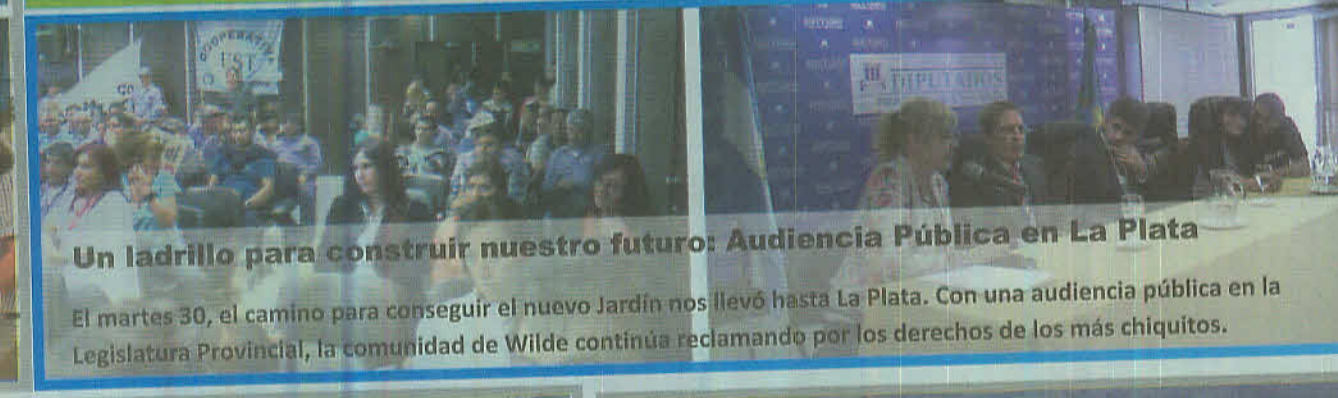 COOPERATIVA
EST
DIPUTADOS
Un ladrillo para construir nuestro futuro: Audiencia Pública en La Plata
El martes 30, el camino para conseguir el nuevo Jardín nos llevó hasta La Plata. Con una audiencia pública en la
Legislatura Provincial, la comunidad de Wilde continúa reclamando por los derechos de los más chiquitos.